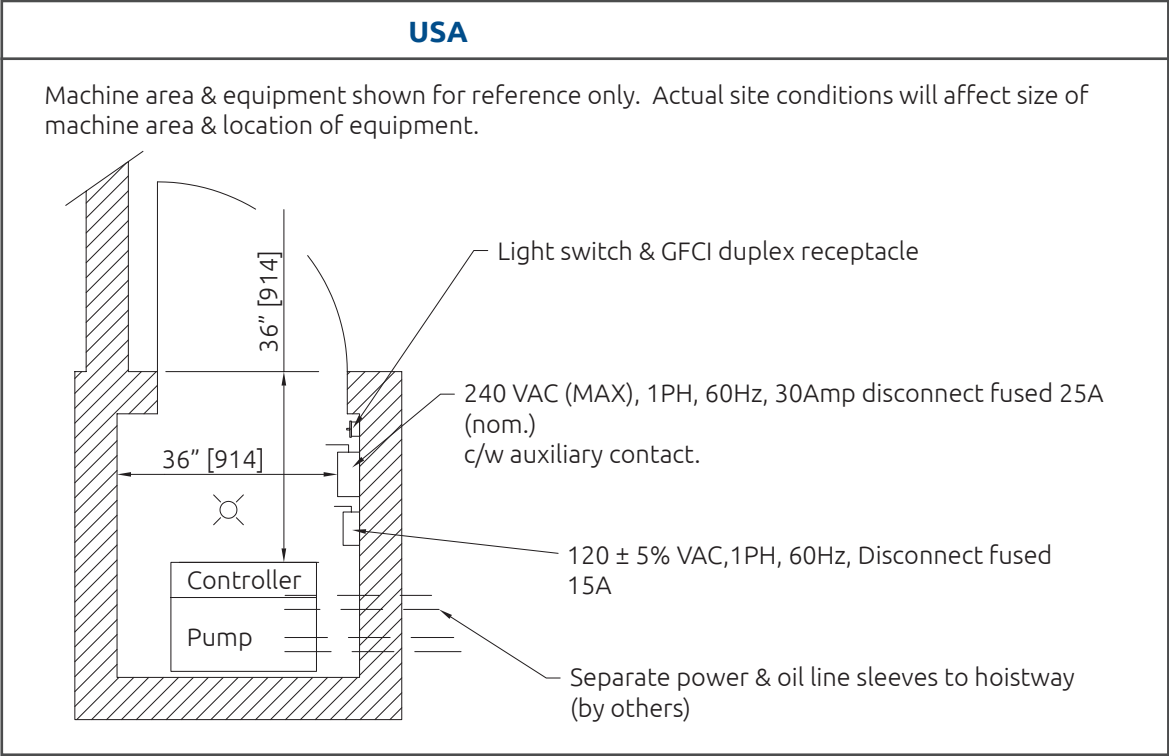 USA
Machine area & equipment shown for reference only.  Actual site conditions will affect size of
machine area & location of equipment.
Light switch & GFCI duplex receptacle
36” [914]
240 VAC (MAX), 1PH, 60Hz, 30Amp disconnect fused 25A
(nom.)
c/w auxiliary contact.
36” [914]
120 ± 5% VAC,1PH, 60Hz, Disconnect fused
15A
Controller
Pump
Separate power & oil line sleeves to hoistway
(by others)